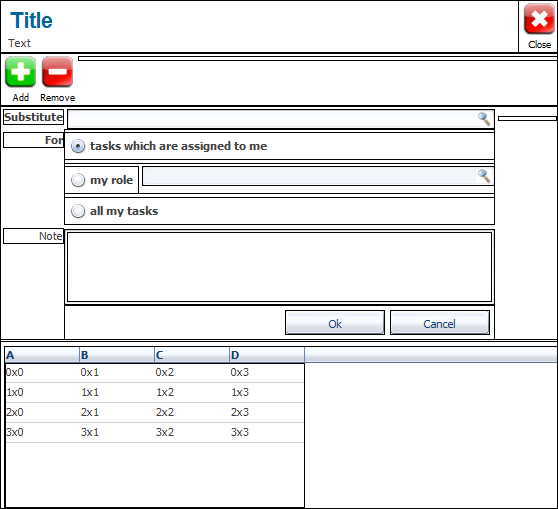 Title
Text
Close
Add Remove
Substitute
For
tasks which are assigned to me
my role
all my tasks
Note
Ok Cancel
A B C D
0x0 0x1 0x2 0x3
1x0 1x1 1x2 1x3
2x0 2x1 2x2 2x3
3x0 3x1 3x2 3x3